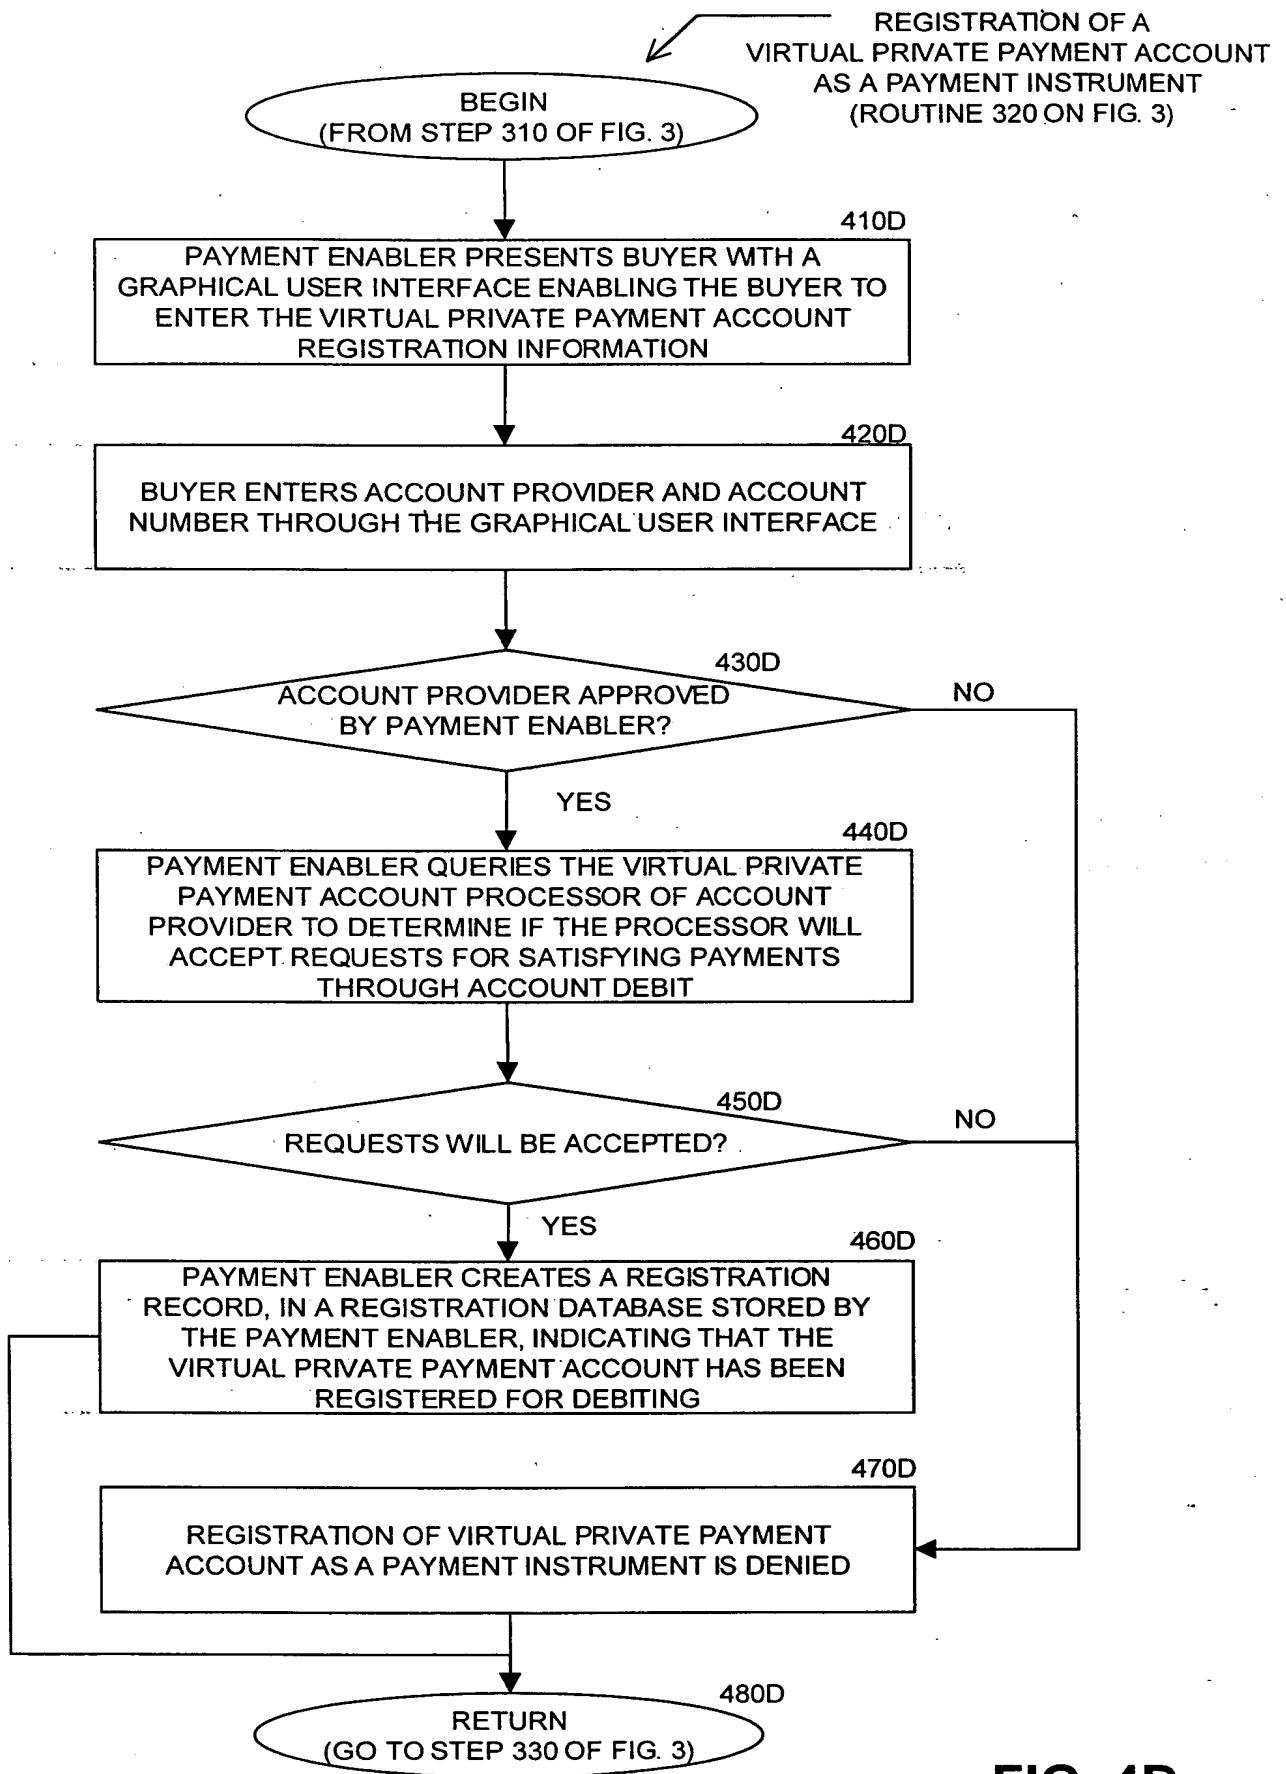 REGISTRATION OF A
VIRTUAL PRIVATE PAYMENT ACCOUNT
AS A PAYMENT INSTRUMENT
(ROUTINE 320 ON FIG. 3)
BEGIN
(FROM STEP 310 OF FIG. 3)
410D
PAYMENT ENABLER PRESENTS BUYER WITH A
GRAPHICAL USER INTERFACE ENABLING THE BUYER TO
ENTER THE VIRTUAL PRIVATE PAYMENT ACCOUNT
REGISTRATION INFORMATION
420D
BUYER ENTERS ACCOUNT PROVIDER AND ACCOUNT
NUMBER THROUGH THE GRAPHICAL USER INTERFACE
430D
ACCOUNT PROVIDER APPROVED
BY PAYMENT ENABLER?
NO
YES
440D
PAYMENT ENABLER QUERIES THE VIRTUAL PRIVATE
PAYMENT ACCOUNT PROCESSOR OF ACCOUNT
PROVIDER TO DETERMINE IF THE PROCESSOR WILL
ACCEPT REQUESTS FOR SATISFYING PAYMENTS
THROUGH ACCOUNT DEBIT
450D
REQUESTS WILL BE ACCEPTED?
NO
YES
460D
PAYMENT ENABLER CREATES A REGISTRATION
RECORD, IN A REGISTRATION DATABASE STORED BY
THE PAYMENT ENABLER, INDICATING THAT THE
VIRTUAL PRIVATE PAYMENT ACCOUNT HAS BEEN
REGISTERED FOR DEBITING
470D
REGISTRATION OF VIRTUAL PRIVATE PAYMENT
ACCOUNT AS A PAYMENT INSTRUMENT IS DENIED
480D
RETURN
(GO TO STEP 330 OF FIG. 3)
FIG. 4D